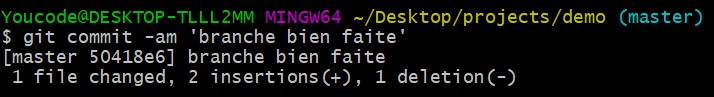 Youcode@DESKTOP-TLLL2MM MINGW64 ~/Desktop/projects/demo (master)
$ git commit -am 'branche bien faite'
[master 50418e6] branche bien faite
 1 file changed, 2 insertions(+), 1 deletion(-)